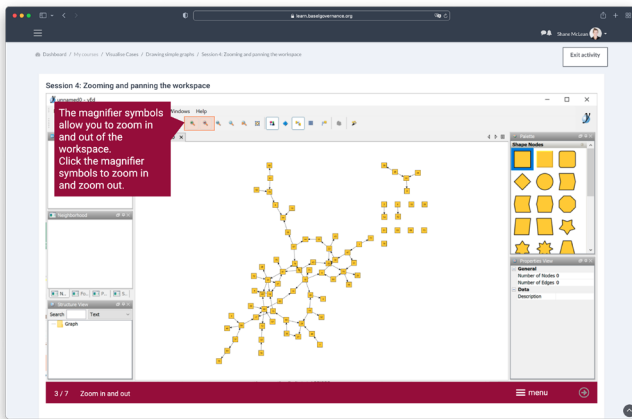 learn.baselgovernance.org
Shane McLean
Dashboard / My courses / Visualize Cases / Drawing simple graphs / Session 4: Zooming and panning the workspace
Exit activity
Session 4: Zooming and panning the workspace
unnamed0 - yEd
Windows Help
The magnifier symbols
allow you to zoom in
and out of the
workspace.
Click the magnifier
symbols to zoom in
and zoom out.
Palette
Shape Nodes
Neighborhood
N... Fo... P... S...
Structure View
Search Text
Graph
Properties View
General
Number of Nodes 0
Number of Edges 0
Data
Description
3 / 7 Zoom in and out
menu